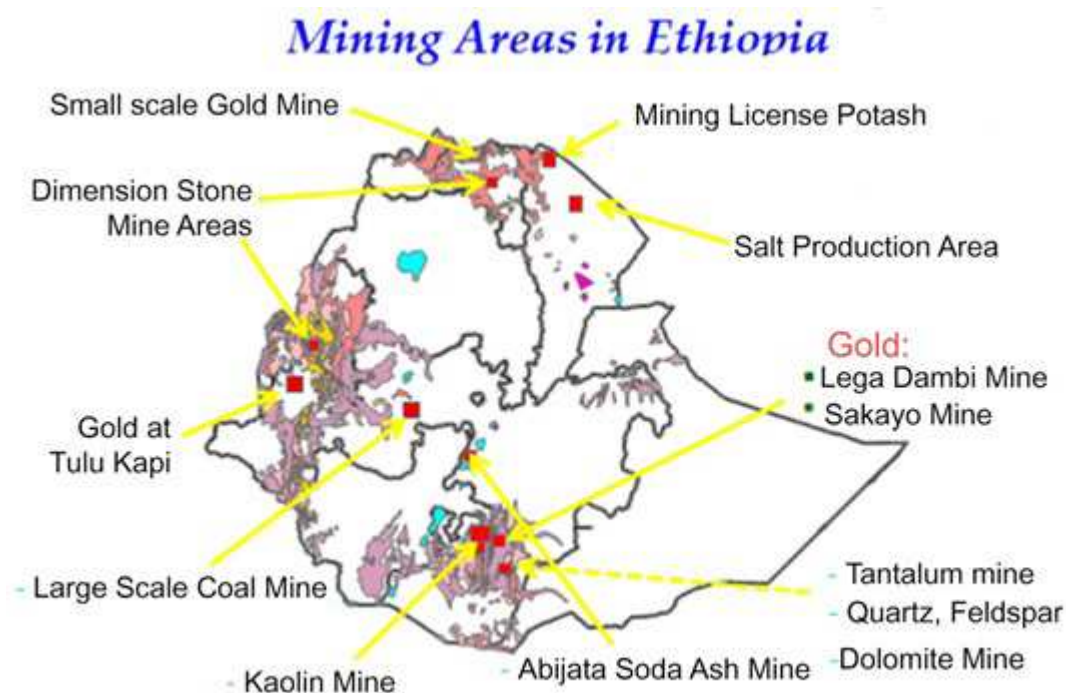 Mining Areas in Ethiopia
Small scale Gold Mine
Mining License Potash
Dimension Stone
Mine Areas
Salt Production Area
Gold:
Lega Dambi Mine
Sakayo Mine
Gold at
Tulu Kapi
- Large Scale Coal Mine
- Tantalum mine
- Quartz, Feldspar
- Kaolin Mine
- Abijata Soda Ash Mine
-Dolomite Mine